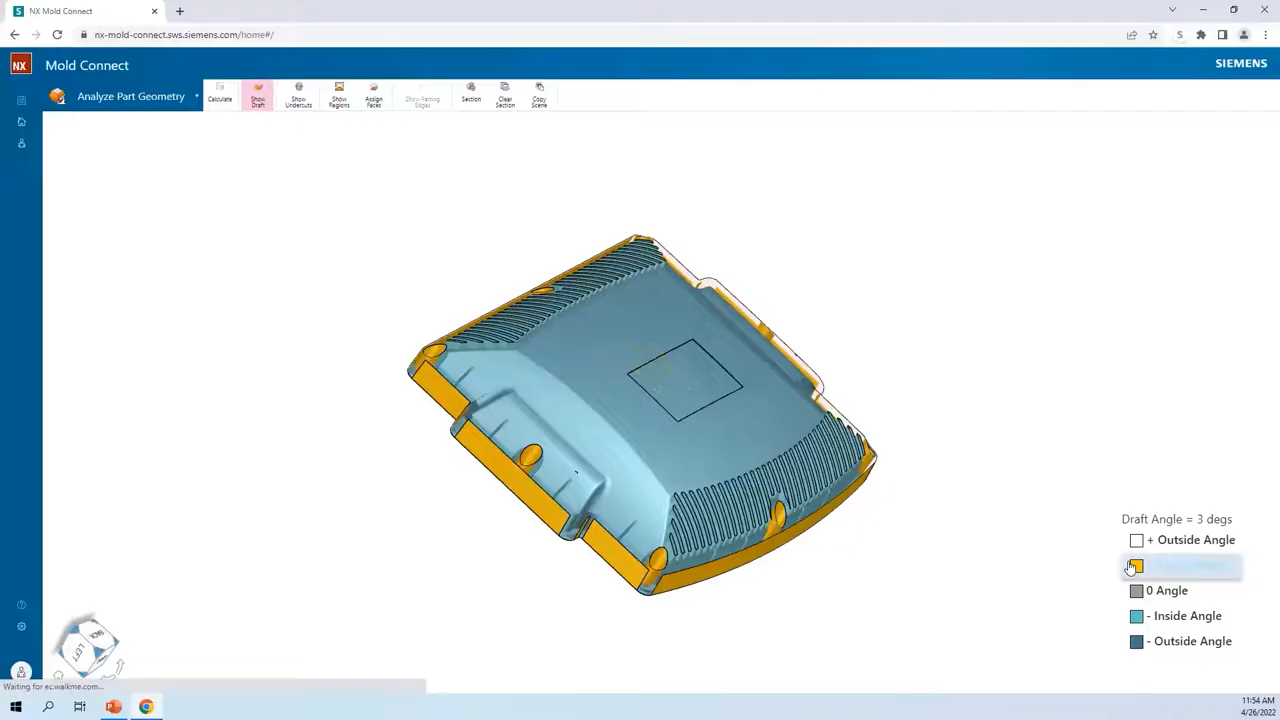 NX Mold Connect
nx-mold-connect.sws.siemens.com/home#/
NX
Mold Connect
SIEMENS
Analyze Part Geometry
Calculate
Show Draft
Show Undercuts
Show Regions
Assign Faces
Show Parting Edges
Section
Clear Section
Copy Scene
Draft Angle = 3 degs
+ Outside Angle
0 Angle
- Inside Angle
- Outside Angle
BACK
LEFT
Waiting for ec.walkme.com...
11:54 AM
4/26/2022